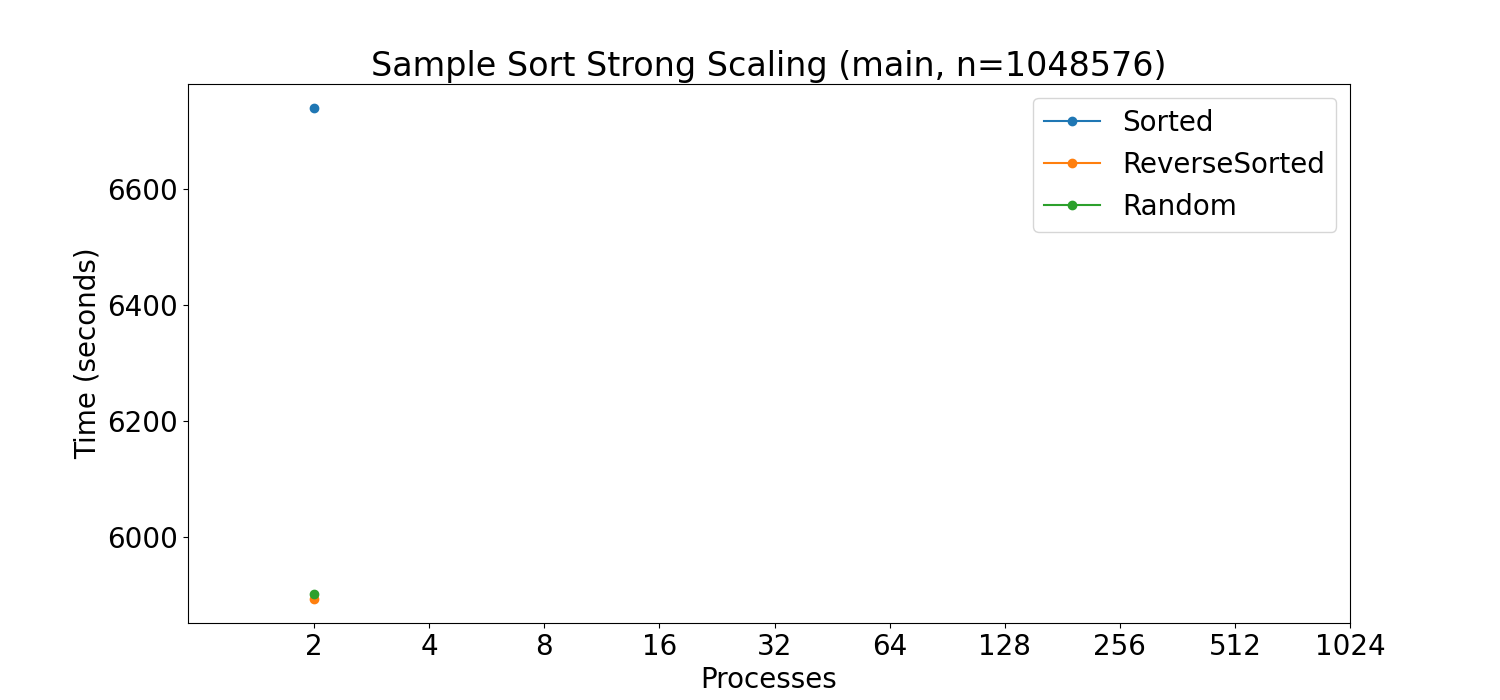 Sample Sort Strong Scaling (main, n=1048576)
Sorted
ReverseSorted
Random
Time (seconds)
6600
6400
6200
6000
2 4 8 16 32 64 128 256 512 1024
Processes